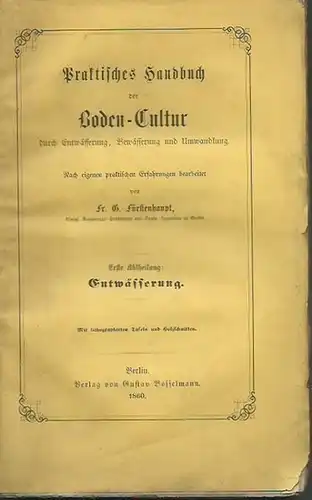 Praktisches Handbuch
der
Boden-Cultur
durch Entwässerung, Bewässerung und Umwandlung.
Nach eigenen praktischen Erfahrungen bearbeitet
von
Fr. G. Fürstenhaupt,
Erste Abtheilung:
Entwässerung.
Mit lithographirten Tafeln und Holzschnitten.
Berlin.
Verlag von Gustav Bosselmann.
1860.